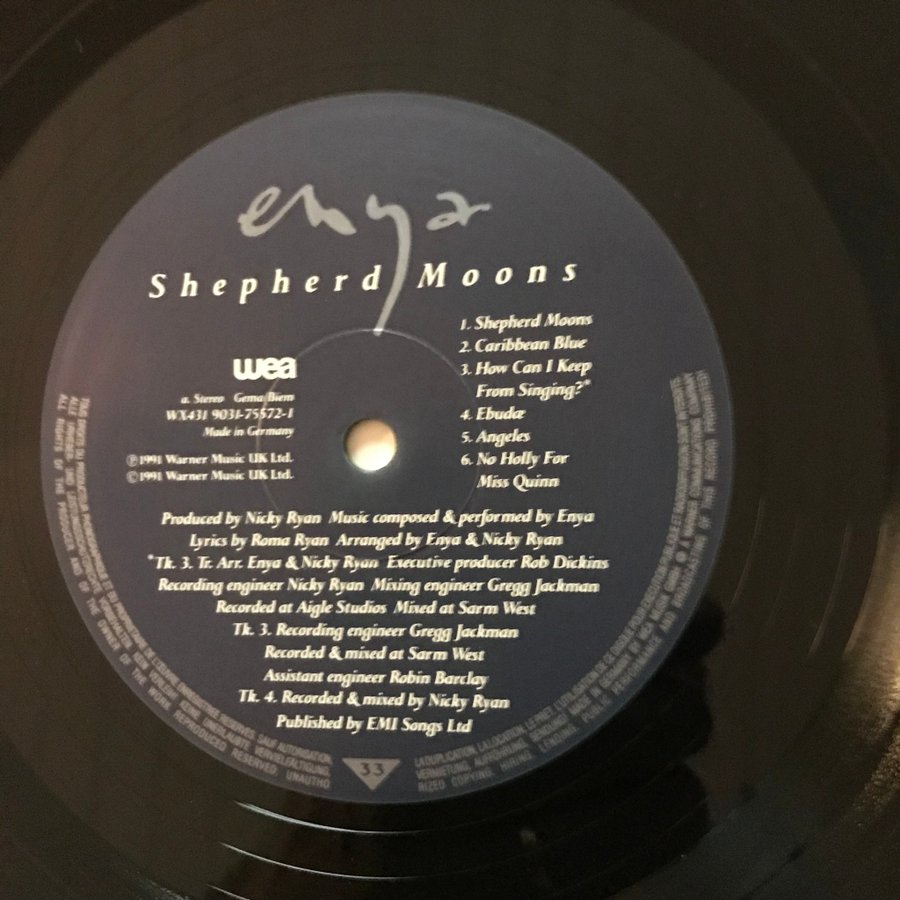 enya
Shepherd Moons
1. Shepherd Moons
2. Caribbean Blue
3. How Can I Keep
From Singing?*
4. Ebudæ
5. Angeles
6. No Holly For
Miss Quinn
wea
a. Stereo Gema/Biem
WX431 9031-75572-1
Made in Germany
℗1991 Warner Music UK Ltd.
©1991 Warner Music UK Ltd.
Produced by Nicky Ryan Music composed & performed by Enya
Lyrics by Roma Ryan Arranged by Enya & Nicky Ryan
*Tk. 3. Tr. Arr. Enya & Nicky Ryan Executive producer Rob Dickins
Recording engineer Nicky Ryan Mixing engineer Gregg Jackman
Recorded at Aigle Studios Mixed at Sarm West
Tk. 3. Recording engineer Gregg Jackman
Recorded & mixed at Sarm West
Assistant engineer Robin Barclay
Tk. 4. Recorded & mixed by Nicky Ryan
Published by EMI Songs Ltd
33